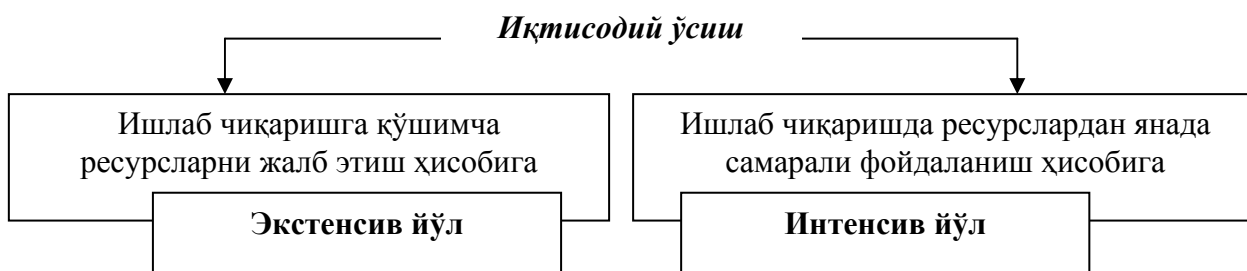 Иқтисодий ўсиш
Ишлаб чиқаришга қўшимча
ресурсларни жалб этиш ҳисобига
Экстенсив йўл
Ишлаб чиқаришда ресурслардан янада
самарали фойдаланиш ҳисобига
Интенсив йўл